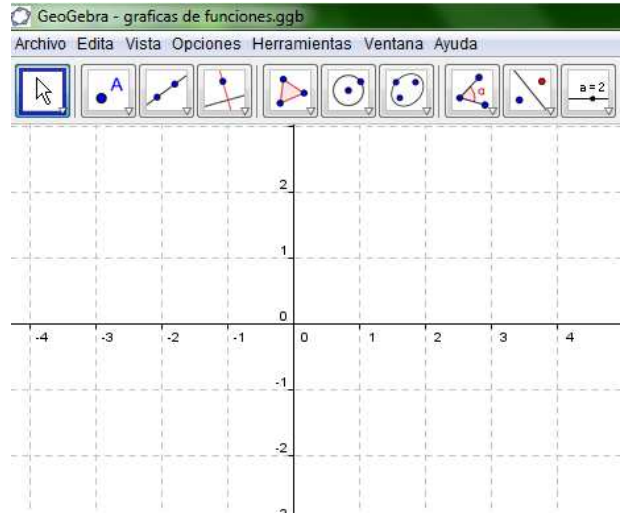 GeoGebra - graficas de funciones.ggb
Archivo Edita Vista Opciones Herramientas Ventana Ayuda
A
α
a = 2
2
1
0
-4 -3 -2 -1 0 1 2 3 4
-1
-2